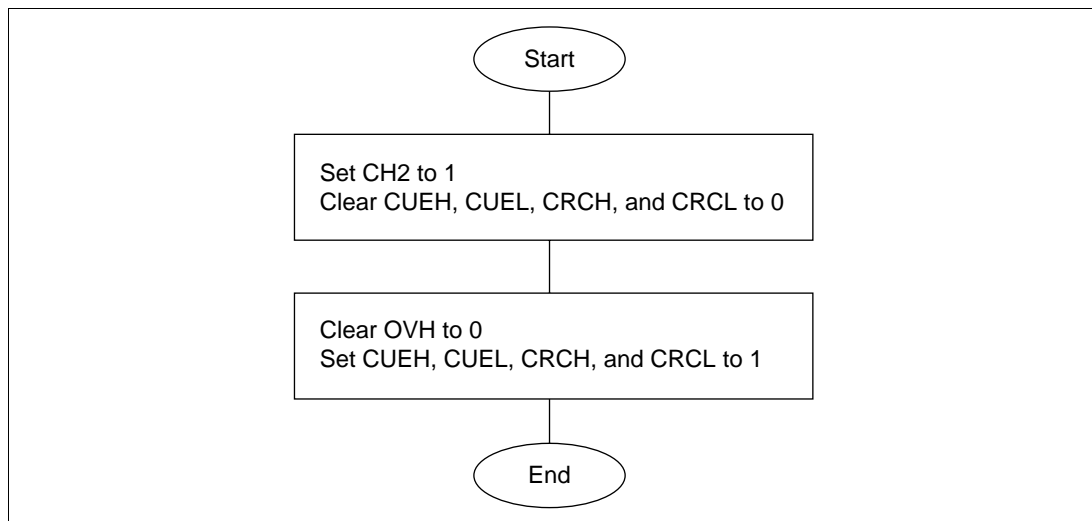 Start
Set CH2 to 1
Clear CUEH, CUEL, CRCH, and CRCL to 0
Clear OVH to 0
Set CUEH, CUEL, CRCH, and CRCL to 1
End